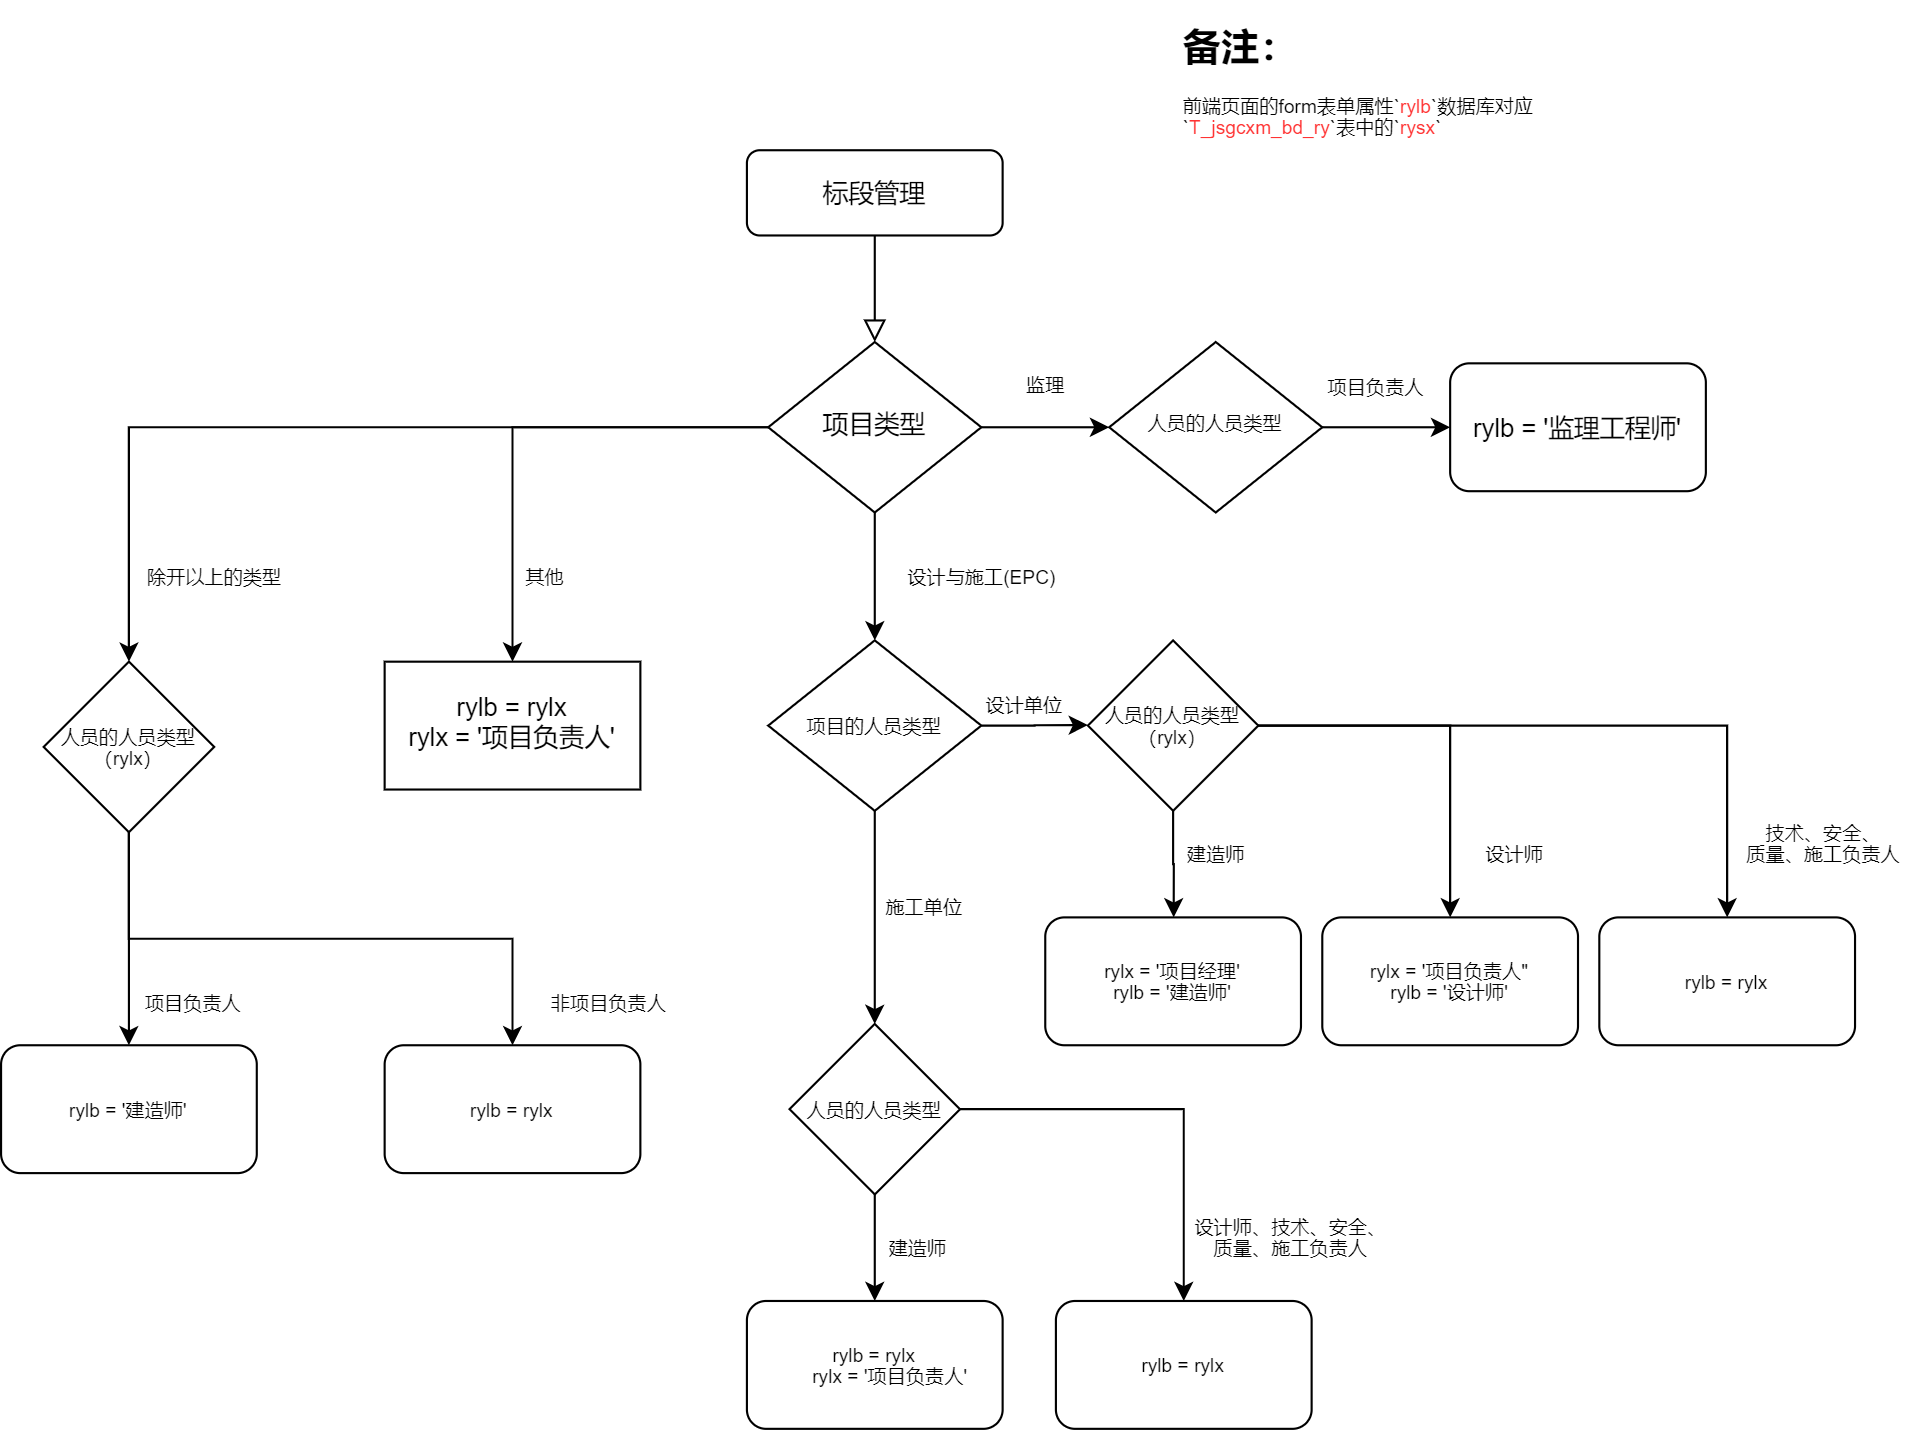 备注：
前端页面的form表单属性`rylb`数据库对应
`T_jsgcxm_bd_ry`表中的`rysx`
标段管理
项目类型
监理
人员的人员类型
项目负责人
rylb = '监理工程师'
除开以上的类型
其他
设计与施工(EPC)
人员的人员类型
（rylx）
rylb = rylx
rylx = '项目负责人'
项目的人员类型
设计单位
人员的人员类型
（rylx）
建造师
设计师
技术、安全、
质量、施工负责人
施工单位
rylx = '项目经理'
rylb = '建造师'
rylx = '项目负责人"
rylb = '设计师'
rylb = rylx
项目负责人
非项目负责人
rylb = '建造师'
rylb = rylx
人员的人员类型
建造师
设计师、技术、安全、
质量、施工负责人
rylb = rylx
rylx = '项目负责人'
rylb = rylx